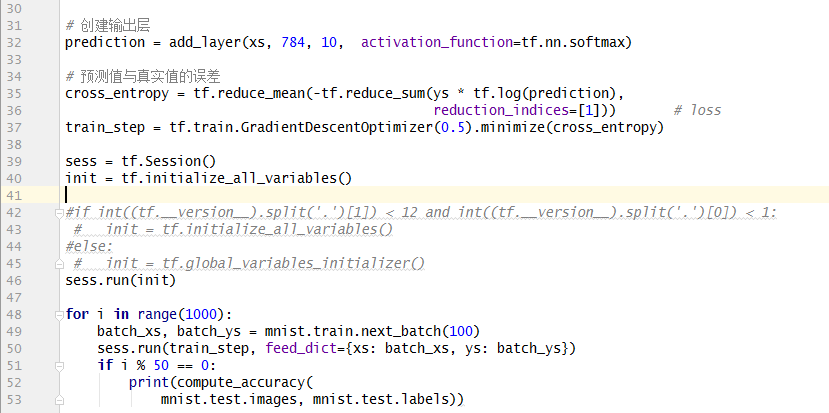 30
31 # 创建输出层
32 prediction = add_layer(xs, 784, 10,  activation_function=tf.nn.softmax)
33
34 # 预测值与真实值的误差
35 cross_entropy = tf.reduce_mean(-tf.reduce_sum(ys * tf.log(prediction),
36                                               reduction_indices=[1]))       # loss
37 train_step = tf.train.GradientDescentOptimizer(0.5).minimize(cross_entropy)
38
39 sess = tf.Session()
40 init = tf.initialize_all_variables()
41
42 #if int((tf.__version__).split('.')[1]) < 12 and int((tf.__version__).split('.')[0]) < 1:
43  #   init = tf.initialize_all_variables()
44 #else:
45  #   init = tf.global_variables_initializer()
46 sess.run(init)
47
48 for i in range(1000):
49     batch_xs, batch_ys = mnist.train.next_batch(100)
50     sess.run(train_step, feed_dict={xs: batch_xs, ys: batch_ys})
51     if i % 50 == 0:
52         print(compute_accuracy(
53             mnist.test.images, mnist.test.labels))